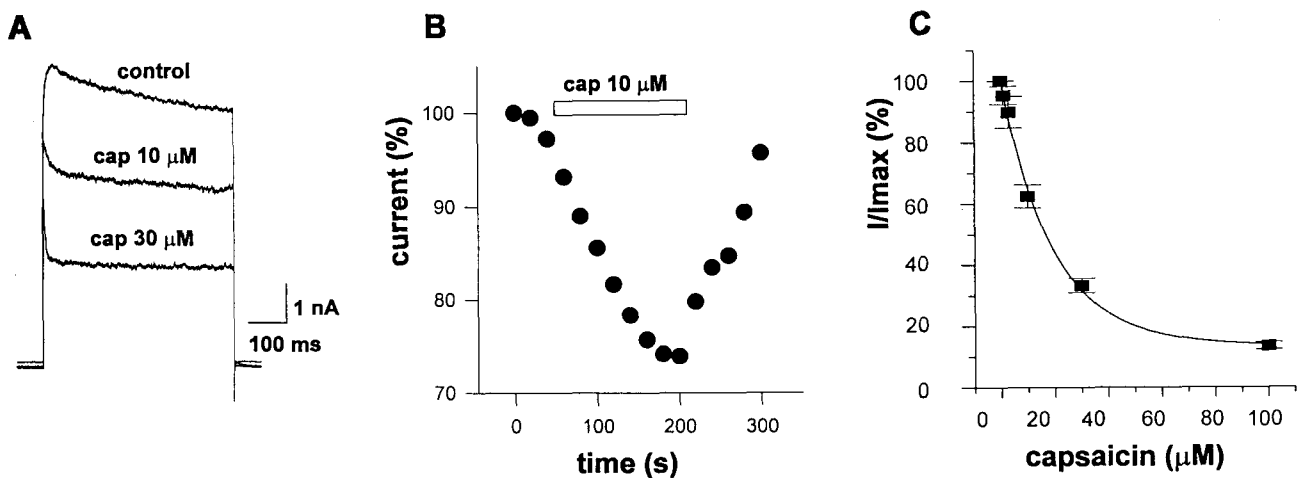 A
control
cap 10 μM
cap 30 μM
1 nA
100 ms
B
cap 10 μM
100
90
80
70
current (%)
0 100 200 300
time (s)
C
100
80
60
40
20
0
I/Imax (%)
0 20 40 60 80 100
capsaicin (μM)